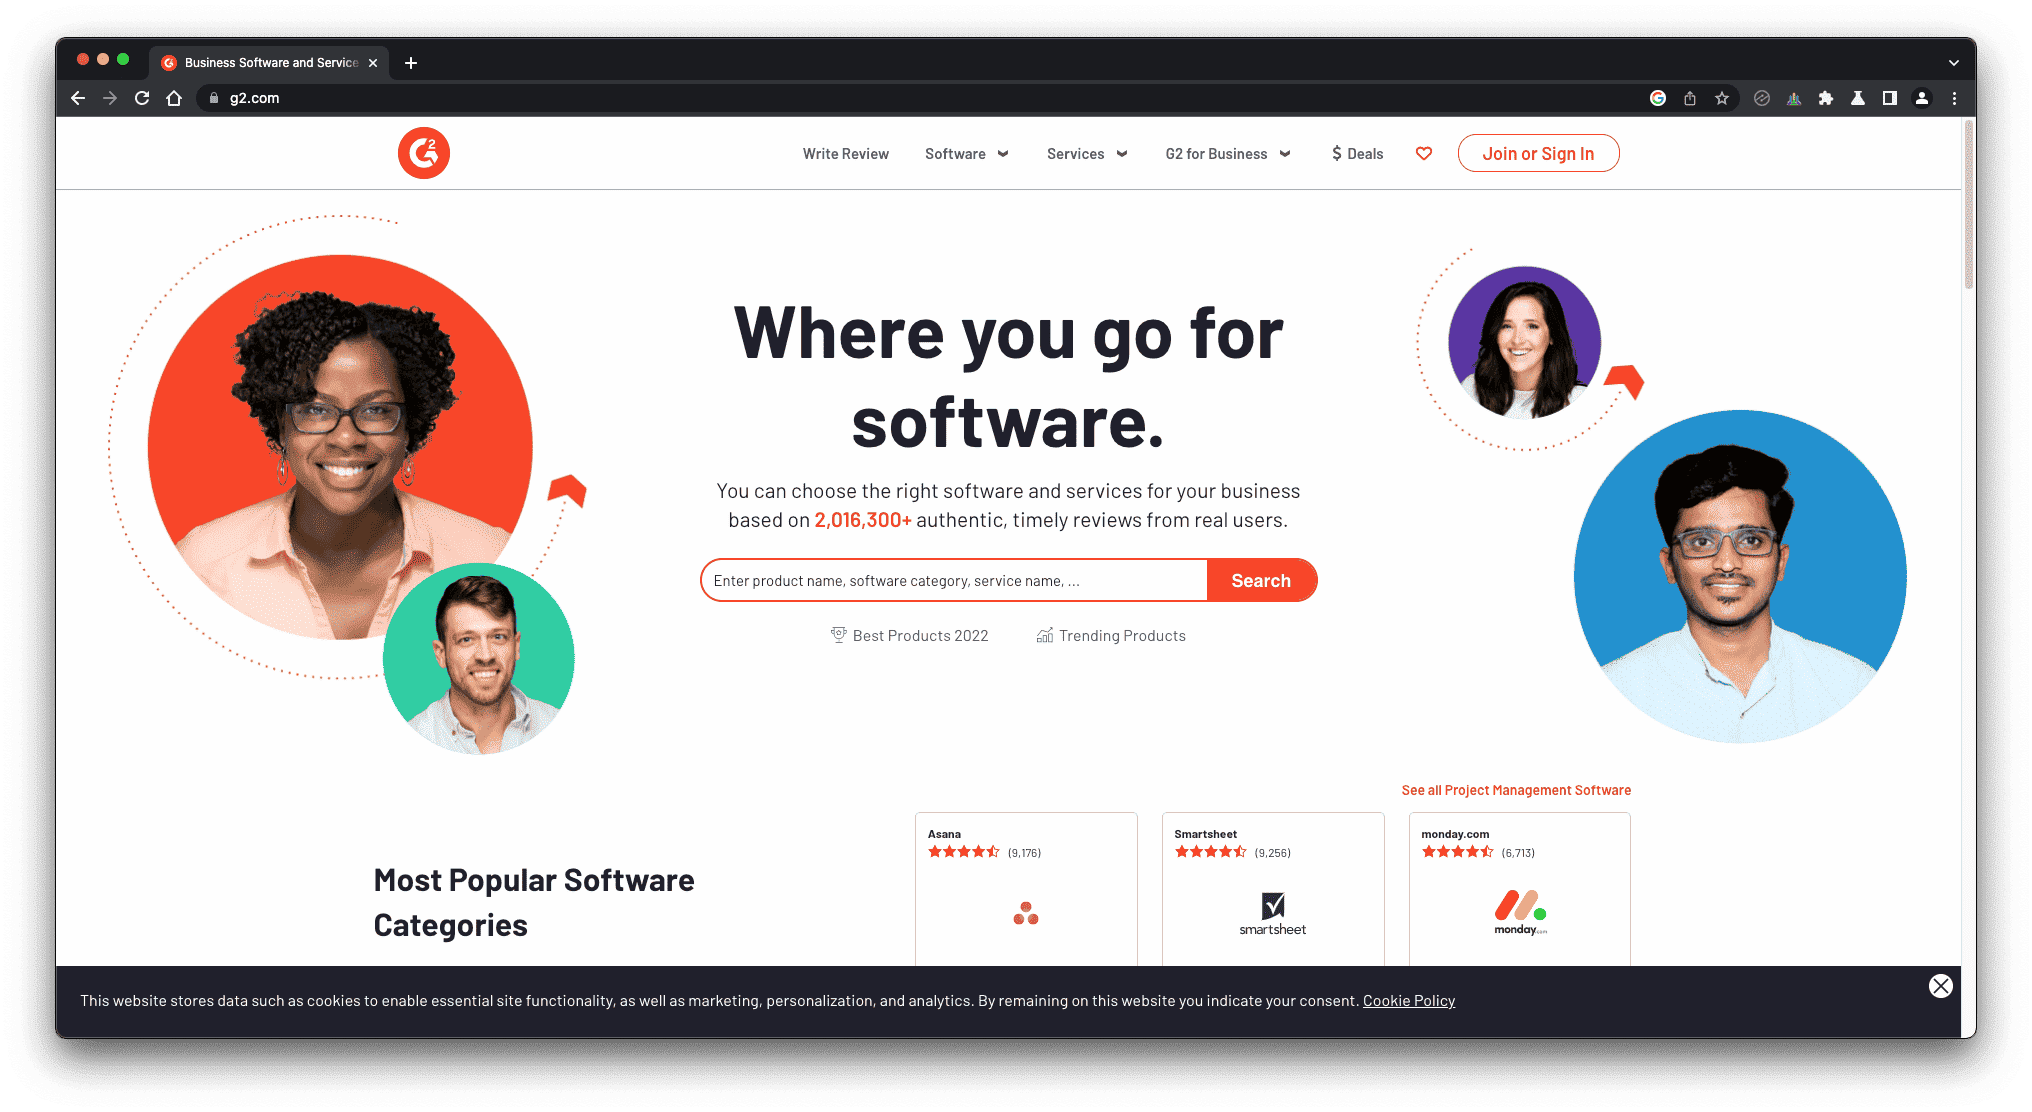 Business Software and Service
g2.com
G2
Write Review
Software
Services
G2 for Business
$ Deals
Join or Sign In
Where you go for
software.
You can choose the right software and services for your business
based on 2,016,300+ authentic, timely reviews from real users.
Enter product name, software category, service name, ...
Search
Best Products 2022
Trending Products
See all Project Management Software
Most Popular Software
Categories
Asana
(9,176)
Smartsheet
(9,256)
smartsheet
monday.com
(6,713)
monday.com
This website stores data such as cookies to enable essential site functionality, as well as marketing, personalization, and analytics. By remaining on this website you indicate your consent. Cookie Policy